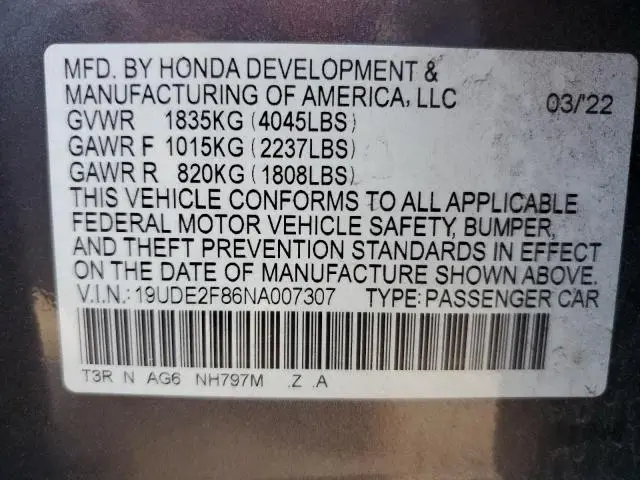 MFD. BY HONDA DEVELOPMENT &
MANUFACTURING OF AMERICA, LLC 03/'22
GVWR 1835KG (4045LBS)
GAWR F 1015KG (2237LBS)
GAWR R 820KG (1808LBS)
THIS VEHICLE CONFORMS TO ALL APPLICABLE
FEDERAL MOTOR VEHICLE SAFETY, BUMPER,
AND THEFT PREVENTION STANDARDS IN EFFECT
ON THE DATE OF MANUFACTURE SHOWN ABOVE.
V.I.N.: 19UDE2F86NA007307 TYPE: PASSENGER CAR
T3R N AG6 NH797M .Z .A